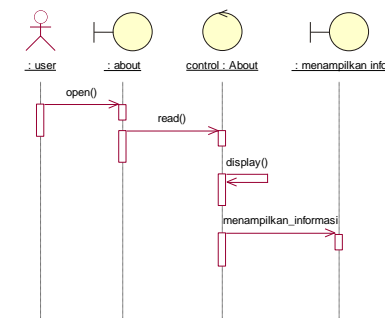 : user
: about
control : About
: menampilkan info
open()
read()
display()
menampilkan_informasi